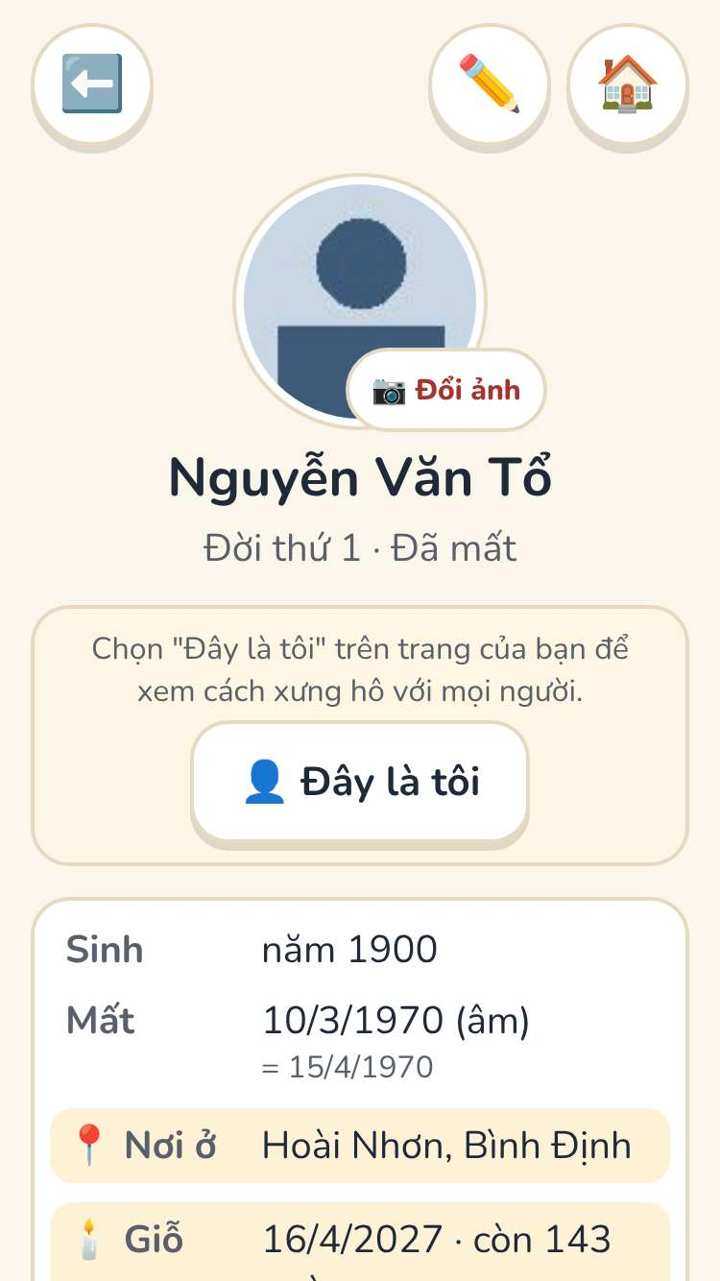 Đổi ảnh
Nguyễn Văn Tổ
Đời thứ 1 · Đã mất
Chọn "Đây là tôi" trên trang của bạn để
xem cách xưng hô với mọi người.
Đây là tôi
Sinh năm 1900
Mất 10/3/1970 (âm)
= 15/4/1970
Nơi ở Hoài Nhơn, Bình Định
Giỗ 16/4/2027 · còn 143